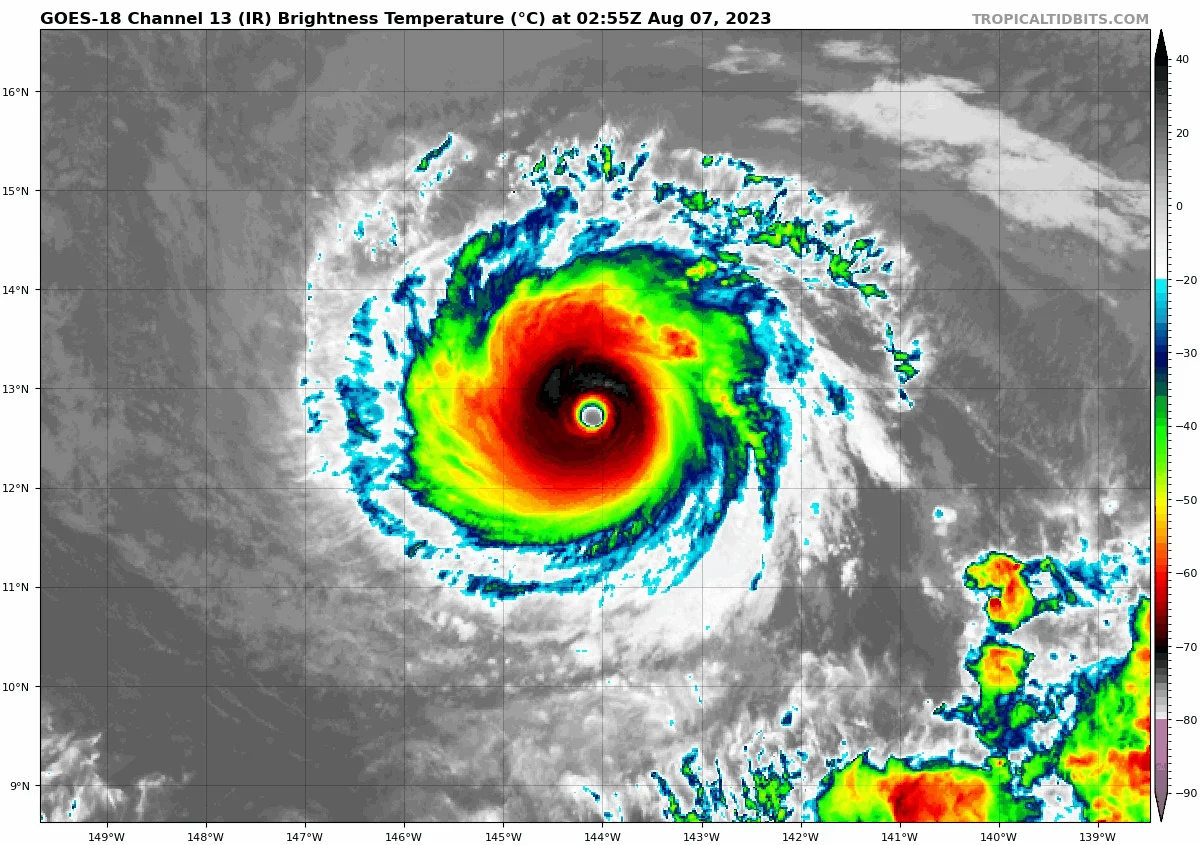 GOES-18 Channel 13 (IR) Brightness Temperature (°C) at 02:55Z Aug 07, 2023
TROPICALTIDBITS.COM
16°N
15°N
14°N
13°N
12°N
11°N
10°N
9°N
149°W 148°W 147°W 146°W 145°W 144°W 143°W 142°W 141°W 140°W 139°W
40
20
0
−20
−30
−40
−50
−60
−70
−80
−90